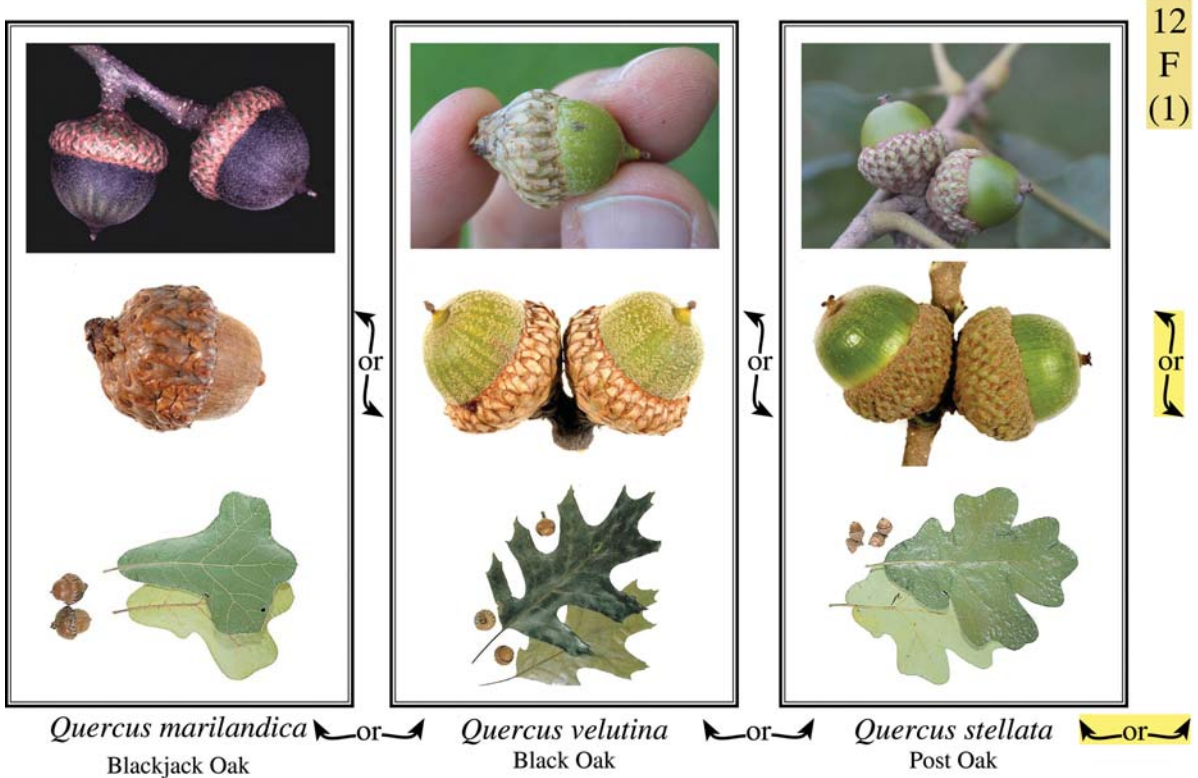 12
F
(1)
or
or
or
Quercus marilandica or Quercus velutina or Quercus stellata or
Blackjack Oak
Black Oak
Post Oak